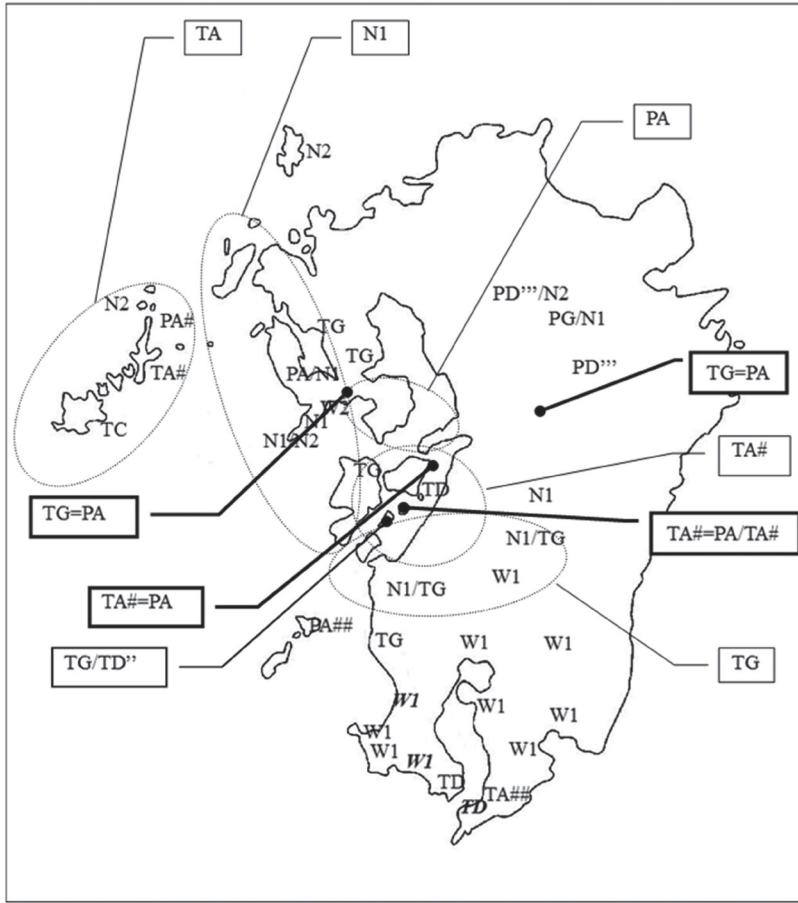 TA
N1
PA
N2
PD’’’/N2
N2
PA#
PG/N1
TG
TG
TA#
PD’’’
TG=PA
PA/N1
W2
TC
N1
N1/N2
TA#
TG
TD
N1
TG=PA
TA#=PA/TA#
N1/TG
W1
N1/TG
TA#=PA
PA##
TG
W1
W1
TG/TD’’
TG
W1
W1
W1
W1
W1
W1
W1
TD
TA##
TD